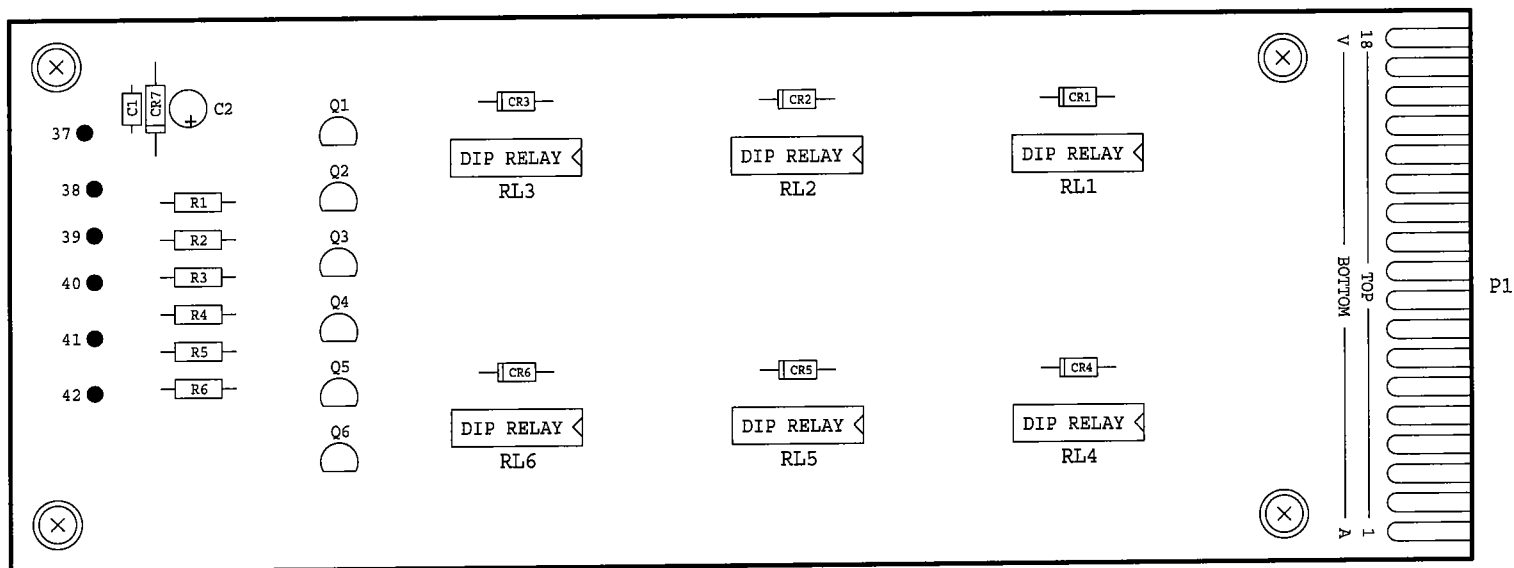 18
V
C1
CR7
C2
Q1
CR3
CR2
CR1
37
DIP RELAY
DIP RELAY
DIP RELAY
RL3
RL2
RL1
Q2
38
R1
39
R2
Q3
40
R3
TOP
BOTTOM
P1
Q4
R4
41
R5
Q5
CR6
CR5
CR4
42
R6
DIP RELAY
DIP RELAY
DIP RELAY
Q6
RL6
RL5
RL4
1
A